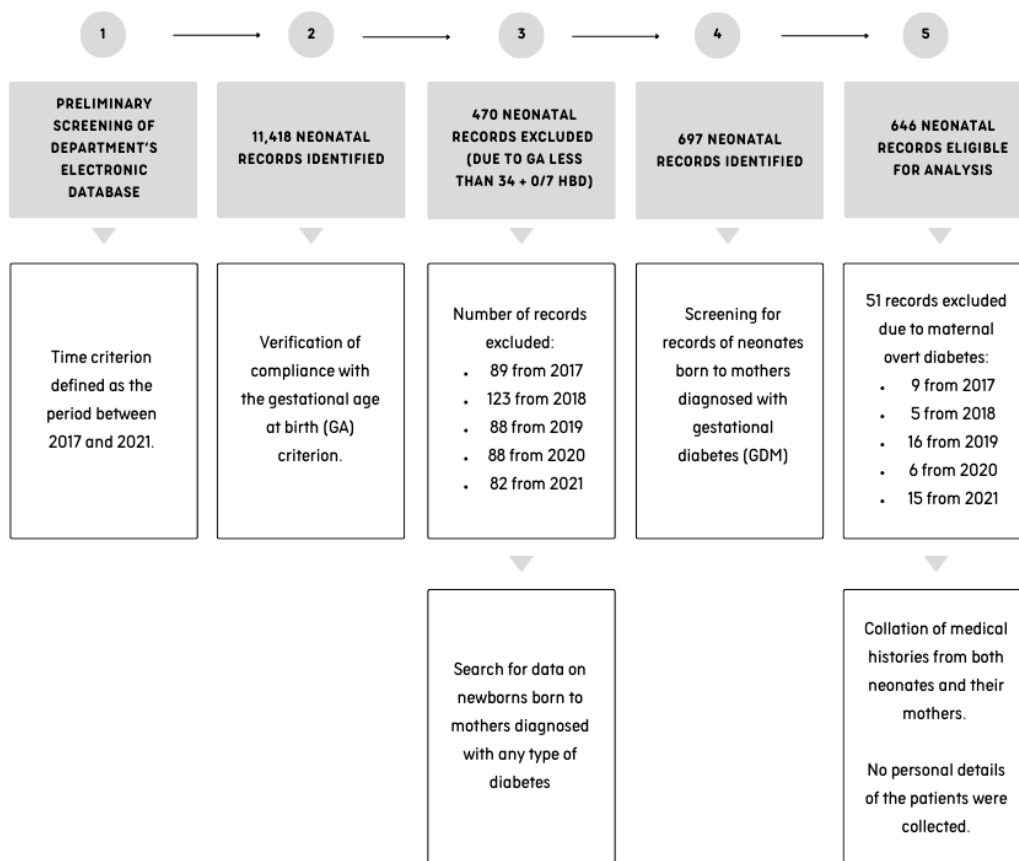 1
2
3
4
5
PRELIMINARY
SCREENING OF
DEPARTMENT'S
ELECTRONIC
DATABASE
11,418 NEONATAL
RECORDS IDENTIFIED
470 NEONATAL
RECORDS EXCLUDED
(DUE TO GA LESS
THAN 34 + 0/7 HBD)
697 NEONATAL
RECORDS IDENTIFIED
646 NEONATAL
RECORDS ELIGIBLE
FOR ANALYSIS
Time criterion
defined as the
period between
2017 and 2021.
Verification of
compliance with
the gestational age
at birth (GA)
criterion.
Number of records
excluded:
• 89 from 2017
• 123 from 2018
• 88 from 2019
• 88 from 2020
• 82 from 2021
Screening for
records of neonates
born to mothers
diagnosed with
gestational
diabetes (GDM)
51 records excluded
due to maternal
overt diabetes:
• 9 from 2017
• 5 from 2018
• 16 from 2019
• 6 from 2020
• 15 from 2021
Search for data on
newborns born to
mothers diagnosed
with any type of
diabetes
Collation of medical
histories from both
neonates and their
mothers.
No personal details
of the patients were
collected.